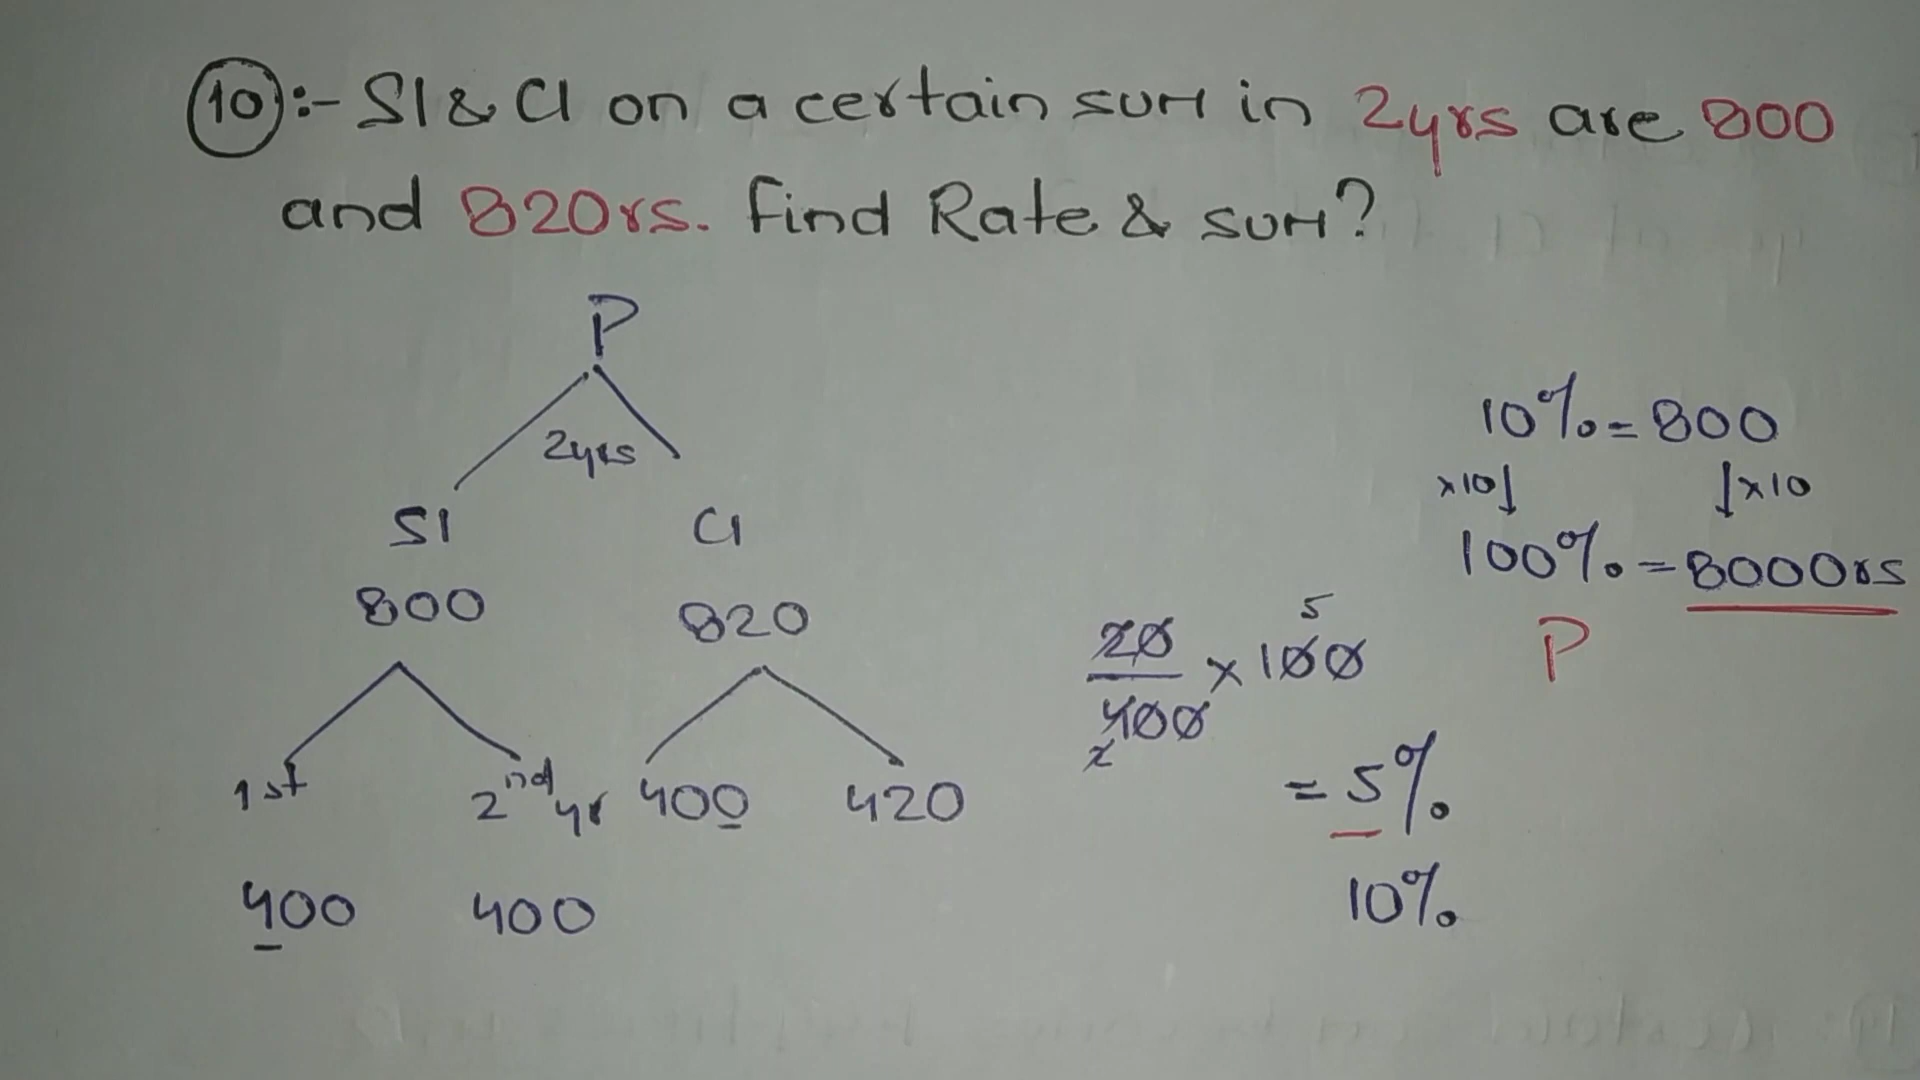 10:- SI & CI on a certain sum in 2yrs are 800
and 820rs. Find Rate & sum?
P
2yrs
SI CI
800 820
1st 2nd yr 400 420
400 400
20/400 × 100
5
2
= 5%
10%
10% = 800
×10↓ ↓×10
100% = 8000rs
P